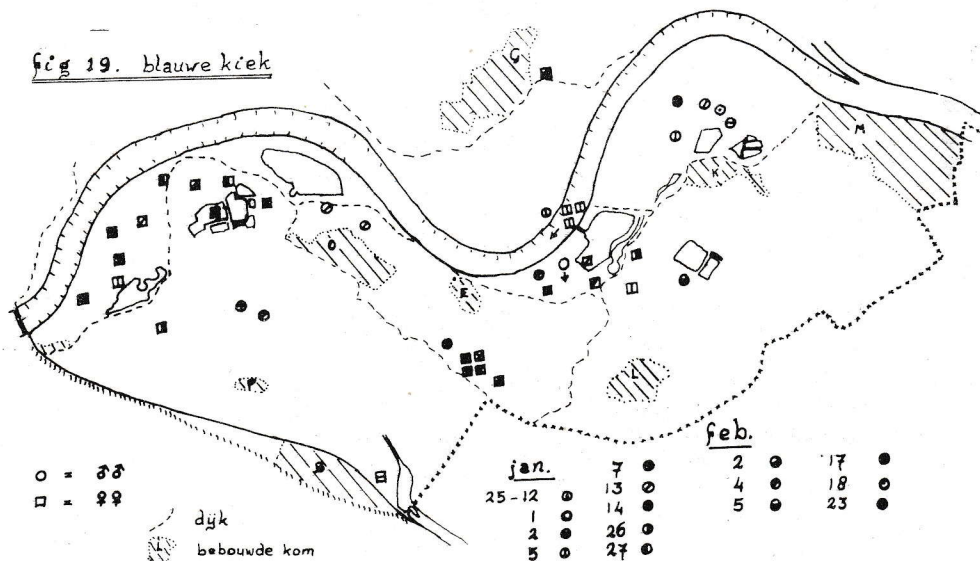 fig 19. blauwe kiek
G
M
K
E
L
P
○ = ♂♂
□ = ♀♀
dijk
L bebouwde kom
jan.
25-12
1
2
5
7
13
14
26
27
feb.
2
4
5
17
18
23